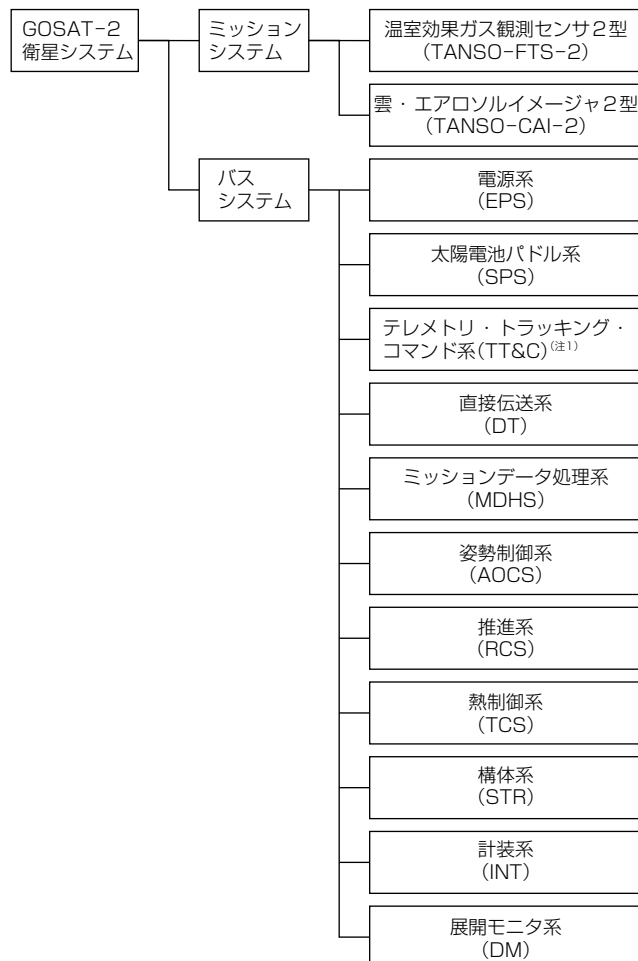 GOSAT-2
衛星システム
ミッション
システム
温室効果ガス観測センサ2型
(TANSO-FTS-2)
雲・エアロソルイメージャ2型
(TANSO-CAI-2)
バス
システム
電源系
(EPS)
太陽電池パドル系
(SPS)
テレメトリ・トラッキング・
コマンド系(TT&C)(注1)
直接伝送系
(DT)
ミッションデータ処理系
(MDHS)
姿勢制御系
(AOCS)
推進系
(RCS)
熱制御系
(TCS)
構体系
(STR)
計装系
(INT)
展開モニタ系
(DM)